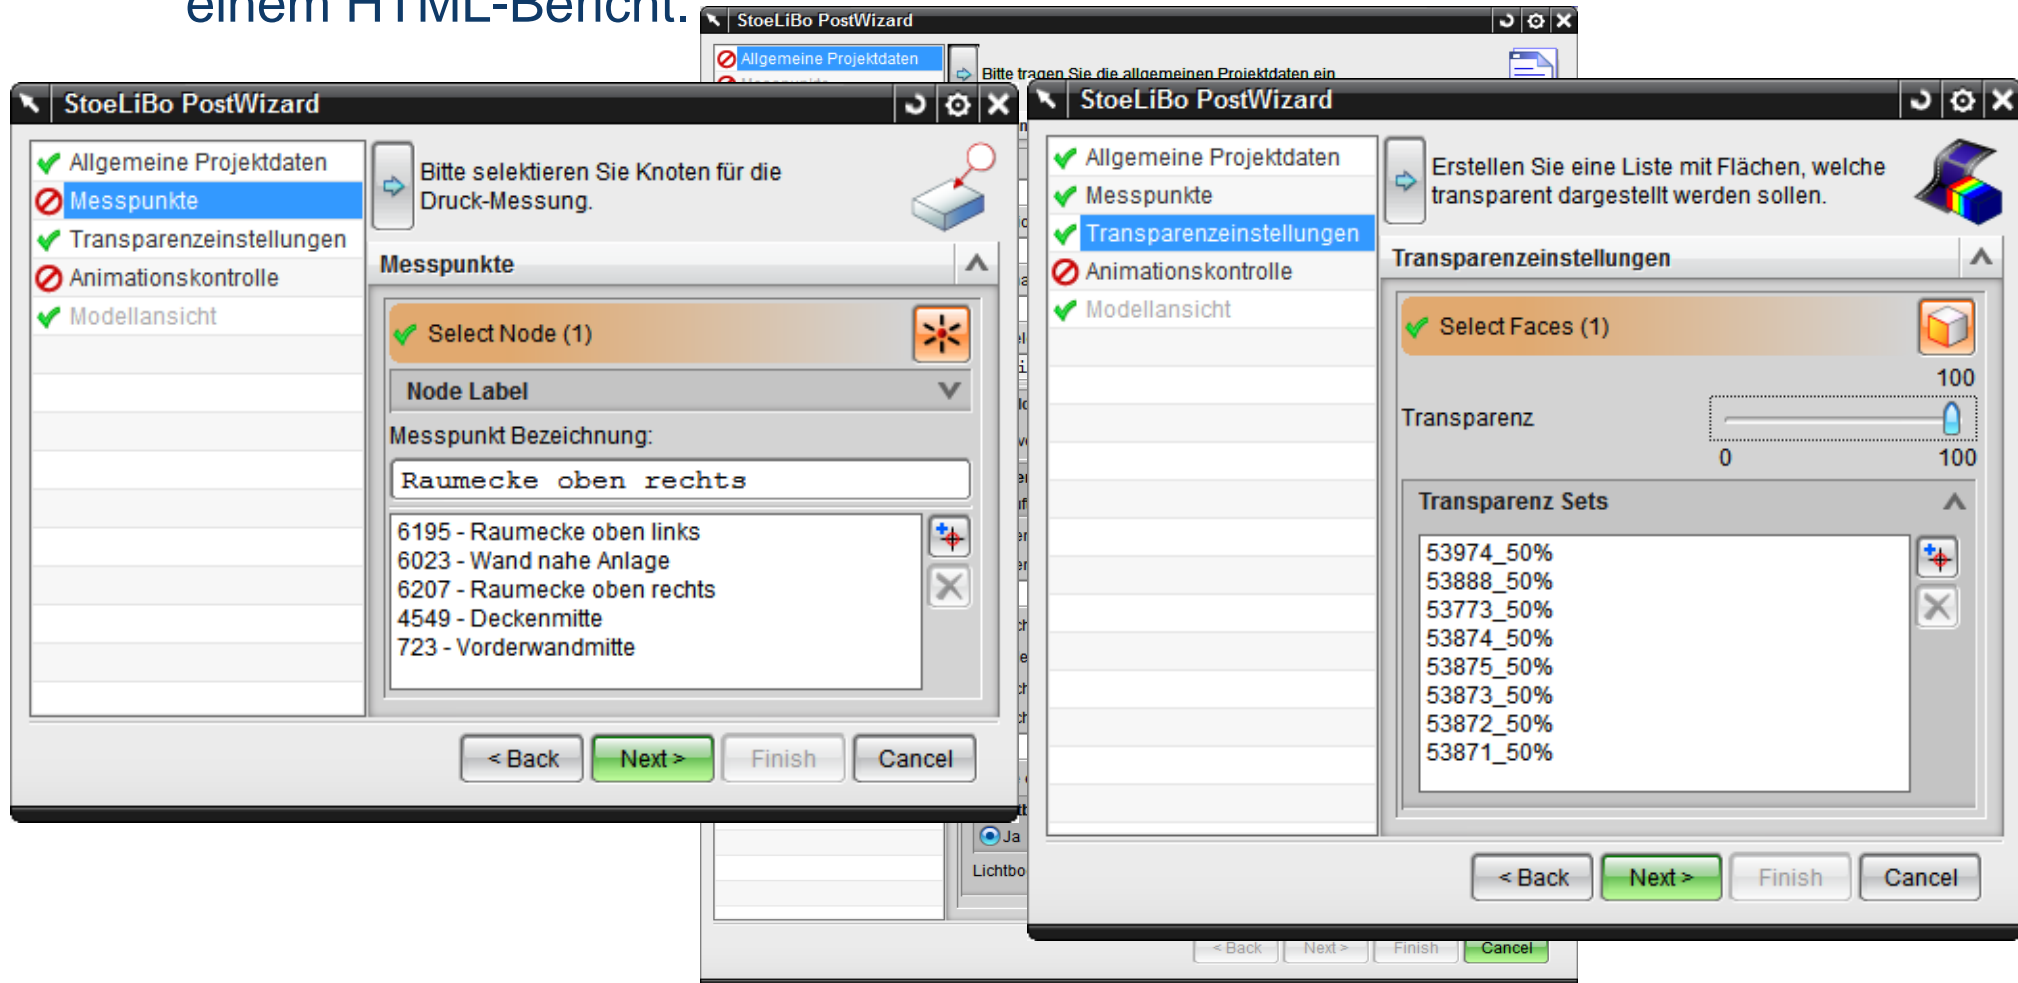 einem HTML-Bericht.
StoeLiBo PostWizard
Allgemeine Projektdaten
Bitte tragen Sie die allgemeinen Projektdaten ein
StoeLiBo PostWizard
Allgemeine Projektdaten
Messpunkte
Transparenzeinstellungen
Animationskontrolle
Modellansicht
Bitte selektieren Sie Knoten für die
Druck-Messung.
Messpunkte
Select Node (1)
Node Label
Messpunkt Bezeichnung:
Raumecke oben rechts
6195 - Raumecke oben links
6023 - Wand nahe Anlage
6207 - Raumecke oben rechts
4549 - Deckenmitte
723 - Vorderwandmitte
< Back
Next >
Finish
Cancel
StoeLiBo PostWizard
Allgemeine Projektdaten
Messpunkte
Transparenzeinstellungen
Animationskontrolle
Modellansicht
Erstellen Sie eine Liste mit Flächen, welche
transparent dargestellt werden sollen.
Transparenzeinstellungen
Select Faces (1)
100
Transparenz
0 100
Transparenz Sets
53974_50%
53888_50%
53773_50%
53874_50%
53875_50%
53873_50%
53872_50%
53871_50%
< Back
Next >
Finish
Cancel
Ja
Lichtbo
< Back
Next >
Finish
Cancel